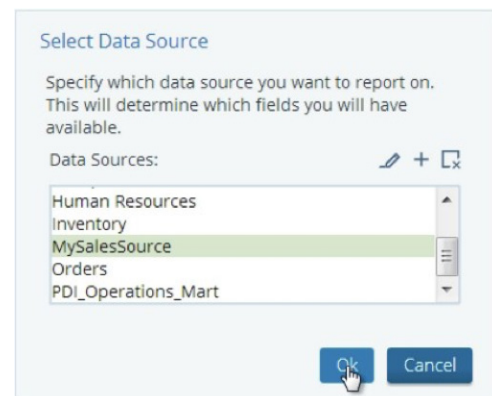 Select Data Source
Specify which data source you want to report on.
This will determine which fields you will have
available.
Data Sources:
Human Resources
Inventory
MySalesSource
Orders
PDI_Operations_Mart
Ok
Cancel